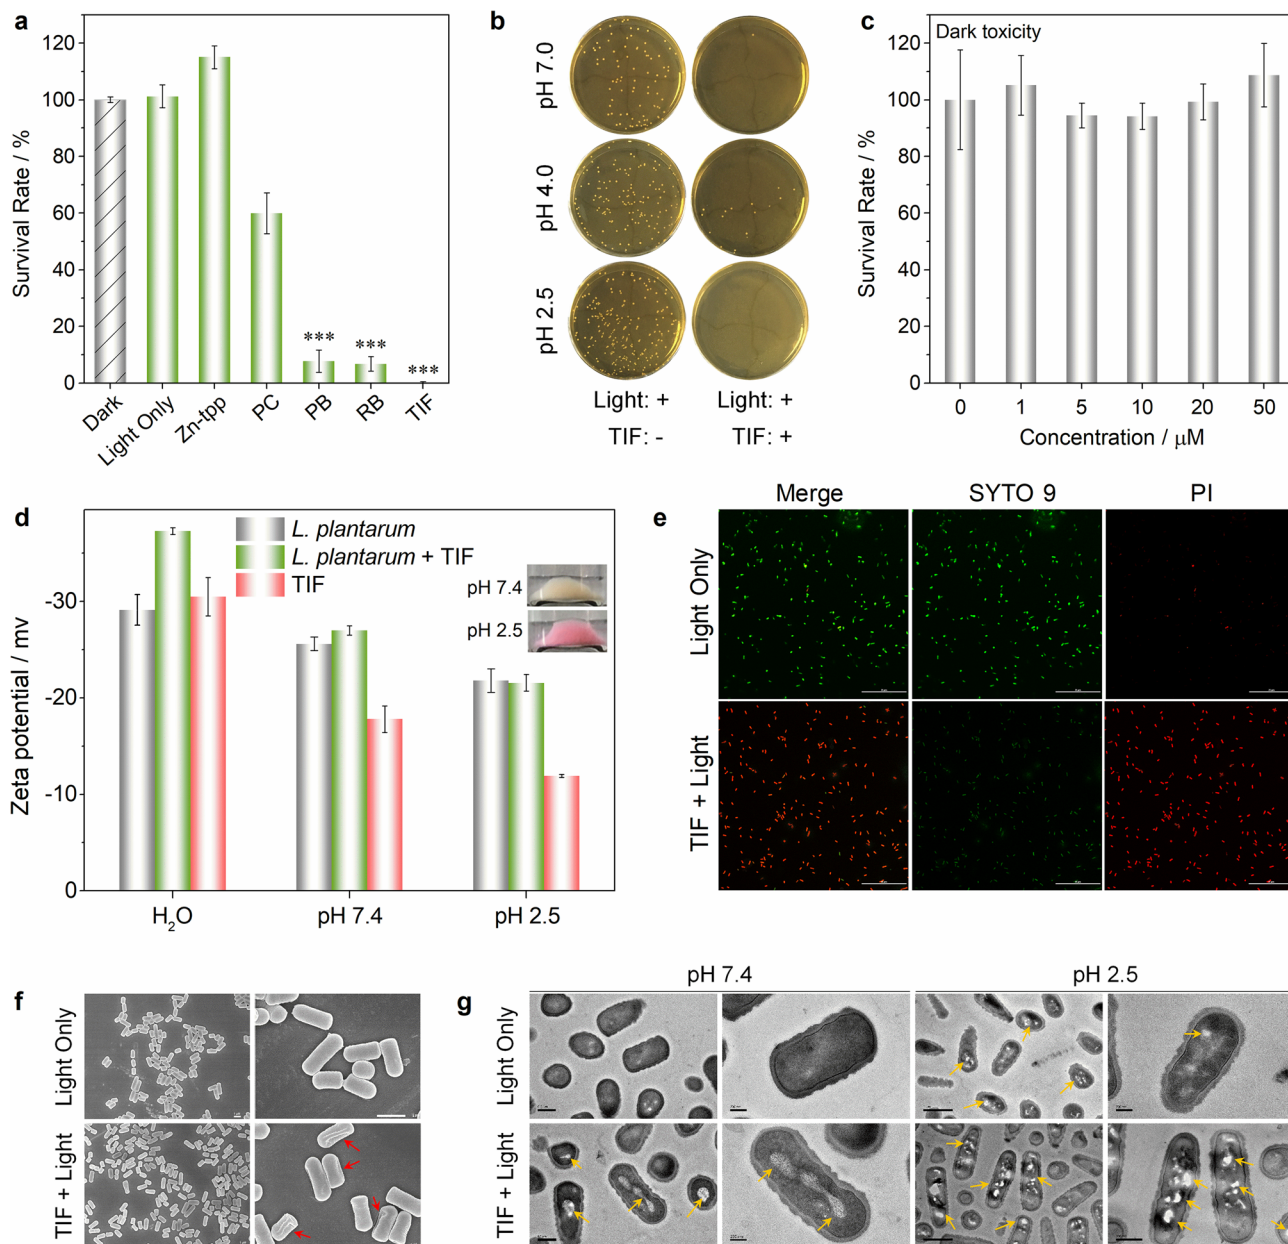 a
Survival Rate / %
120
100
80
60
40
20
0
***
***
***
Dark
Light Only
Zn-tpp
PC
PB
RB
TIF
b
pH 7.0
pH 4.0
pH 2.5
Light: +
TIF: -
Light: +
TIF: +
c
Dark toxicity
Survival Rate / %
120
100
80
60
40
20
0
0 1 5 10 20 50
Concentration / μM
d
Zeta potential / mv
-30
-20
-10
0
L. plantarum
L. plantarum + TIF
TIF
pH 7.4
pH 2.5
H₂O pH 7.4 pH 2.5
e
Merge SYTO 9 PI
Light Only
TIF + Light
f
Light Only
TIF + Light
g
pH 7.4 pH 2.5
Light Only
TIF + Light